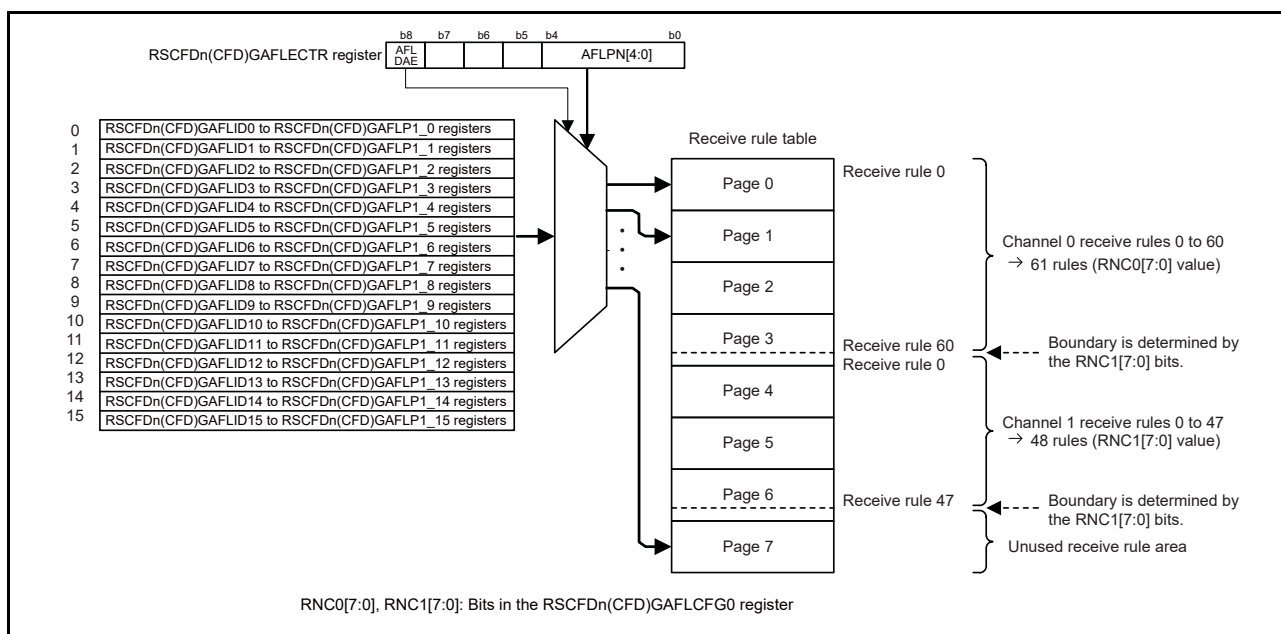 b8 b7 b6 b5 b4 b0
RSCFDn(CFD)GAFLECTR register
AFL
DAE
AFLPN[4:0]
0 RSCFDn(CFD)GAFLID0 to RSCFDn(CFD)GAFLP1_0 registers
1 RSCFDn(CFD)GAFLID1 to RSCFDn(CFD)GAFLP1_1 registers
2 RSCFDn(CFD)GAFLID2 to RSCFDn(CFD)GAFLP1_2 registers
3 RSCFDn(CFD)GAFLID3 to RSCFDn(CFD)GAFLP1_3 registers
4 RSCFDn(CFD)GAFLID4 to RSCFDn(CFD)GAFLP1_4 registers
5 RSCFDn(CFD)GAFLID5 to RSCFDn(CFD)GAFLP1_5 registers
6 RSCFDn(CFD)GAFLID6 to RSCFDn(CFD)GAFLP1_6 registers
7 RSCFDn(CFD)GAFLID7 to RSCFDn(CFD)GAFLP1_7 registers
8 RSCFDn(CFD)GAFLID8 to RSCFDn(CFD)GAFLP1_8 registers
9 RSCFDn(CFD)GAFLID9 to RSCFDn(CFD)GAFLP1_9 registers
10 RSCFDn(CFD)GAFLID10 to RSCFDn(CFD)GAFLP1_10 registers
11 RSCFDn(CFD)GAFLID11 to RSCFDn(CFD)GAFLP1_11 registers
12 RSCFDn(CFD)GAFLID12 to RSCFDn(CFD)GAFLP1_12 registers
13 RSCFDn(CFD)GAFLID13 to RSCFDn(CFD)GAFLP1_13 registers
14 RSCFDn(CFD)GAFLID14 to RSCFDn(CFD)GAFLP1_14 registers
15 RSCFDn(CFD)GAFLID15 to RSCFDn(CFD)GAFLP1_15 registers
Receive rule table
Page 0
Page 1
Page 2
Page 3
Page 4
Page 5
Page 6
Page 7
Receive rule 0
Receive rule 60
Receive rule 0
Receive rule 47
Channel 0 receive rules 0 to 60
→ 61 rules (RNC0[7:0] value)
Boundary is determined by
the RNC1[7:0] bits.
Channel 1 receive rules 0 to 47
→ 48 rules (RNC1[7:0] value)
Boundary is determined by
the RNC1[7:0] bits.
Unused receive rule area
RNC0[7:0], RNC1[7:0]: Bits in the RSCFDn(CFD)GAFLCFG0 register